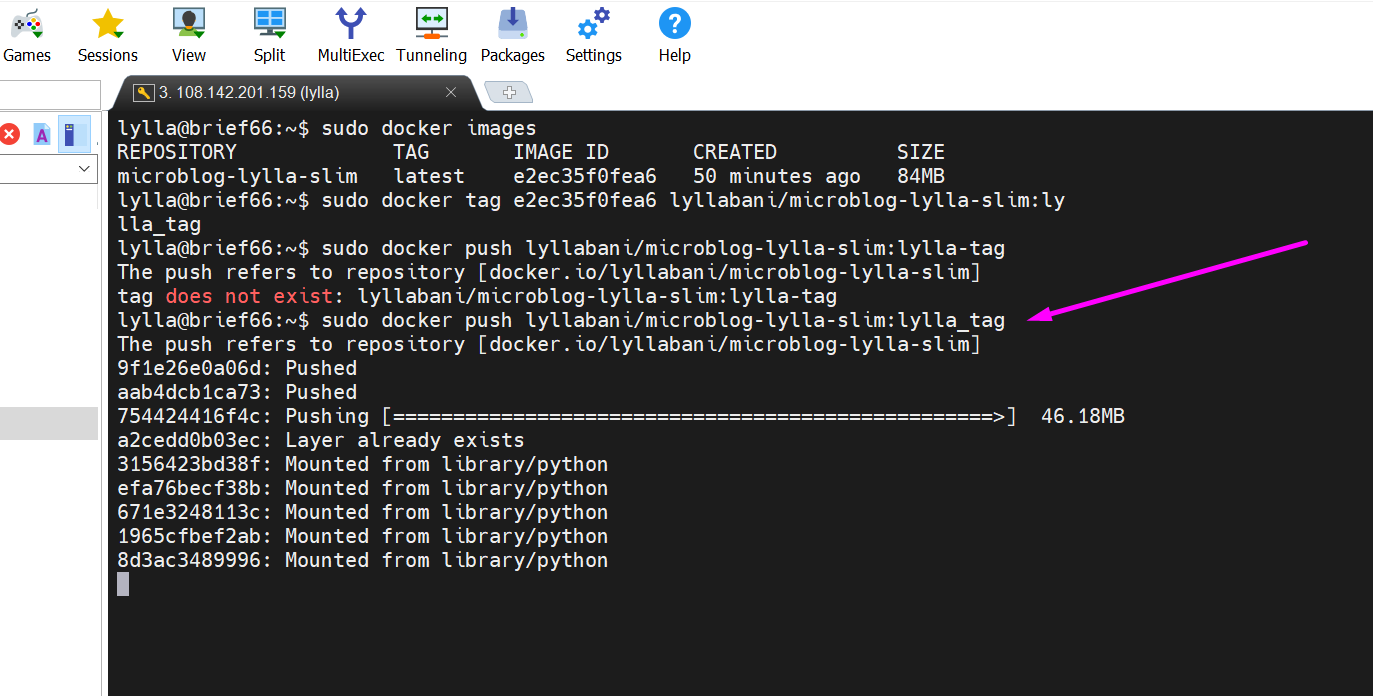 Games Sessions View Split MultiExec Tunneling Packages Settings Help
3. 108.142.201.159 (lylla)
A
lylla@brief66:~$ sudo docker images
REPOSITORY             TAG       IMAGE ID       CREATED          SIZE
microblog-lylla-slim   latest    e2ec35f0fea6   50 minutes ago   84MB
lylla@brief66:~$ sudo docker tag e2ec35f0fea6 lyllabani/microblog-lylla-slim:ly
lla_tag
lylla@brief66:~$ sudo docker push lyllabani/microblog-lylla-slim:lylla-tag
The push refers to repository [docker.io/lyllabani/microblog-lylla-slim]
tag does not exist: lyllabani/microblog-lylla-slim:lylla-tag
lylla@brief66:~$ sudo docker push lyllabani/microblog-lylla-slim:lylla_tag
The push refers to repository [docker.io/lyllabani/microblog-lylla-slim]
9f1e26e0a06d: Pushed
aab4dcb1ca73: Pushed
754424416f4c: Pushing [==================================================>]  46.18MB
a2cedd0b03ec: Layer already exists
3156423bd38f: Mounted from library/python
efa76becf38b: Mounted from library/python
671e3248113c: Mounted from library/python
1965cfbef2ab: Mounted from library/python
8d3ac3489996: Mounted from library/python